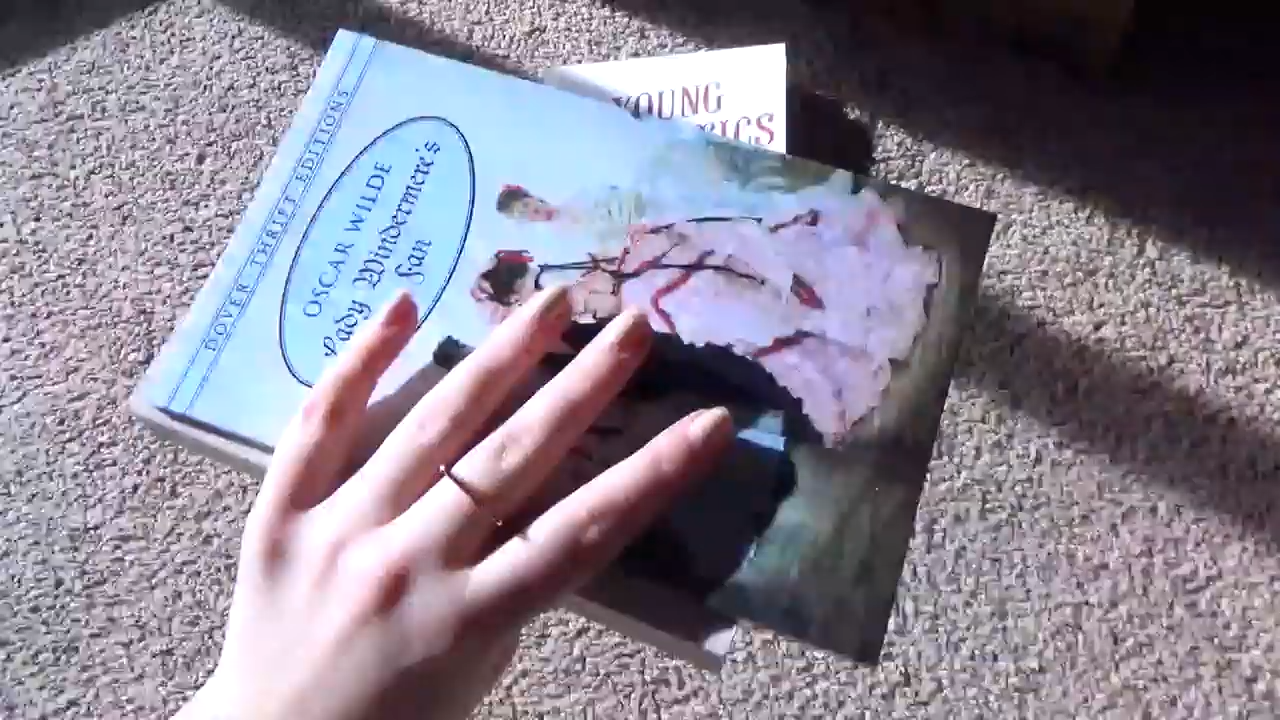 DOVER THRIFT EDITIONS
OSCAR WILDE
Lady Windermere's
Fan
YOUNG